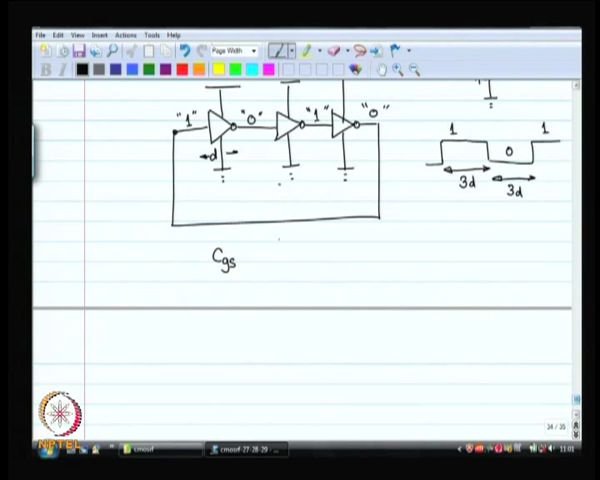 File Edit View Insert Actions Tools Help
Page Width
B I
"1" "0" "1" "0"
d
1 0 1
3d 3d
Cgs
34 / 35
NPTEL
cmosrf
cmosrf-27-28-29 - ...
11:01